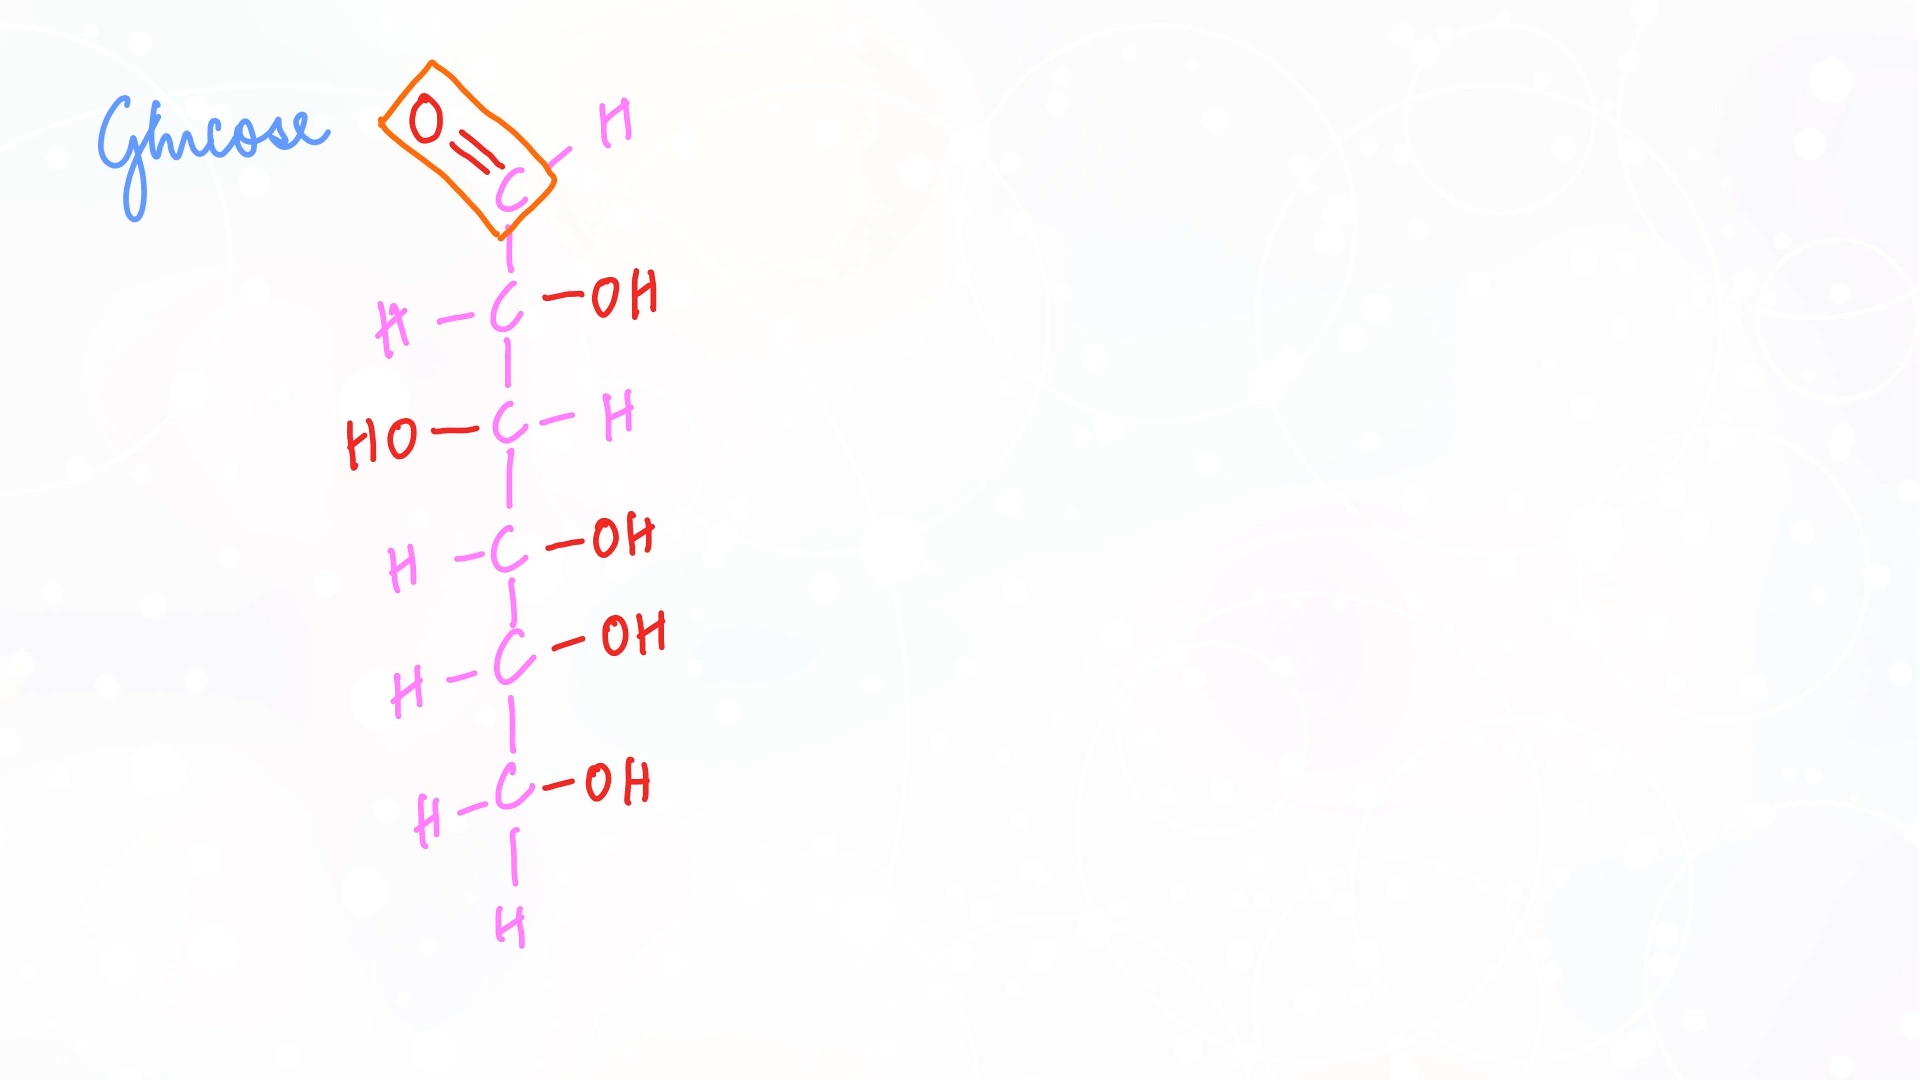 Glucose
O H
C
H C OH
HO C H
H C OH
H C OH
H C OH
H